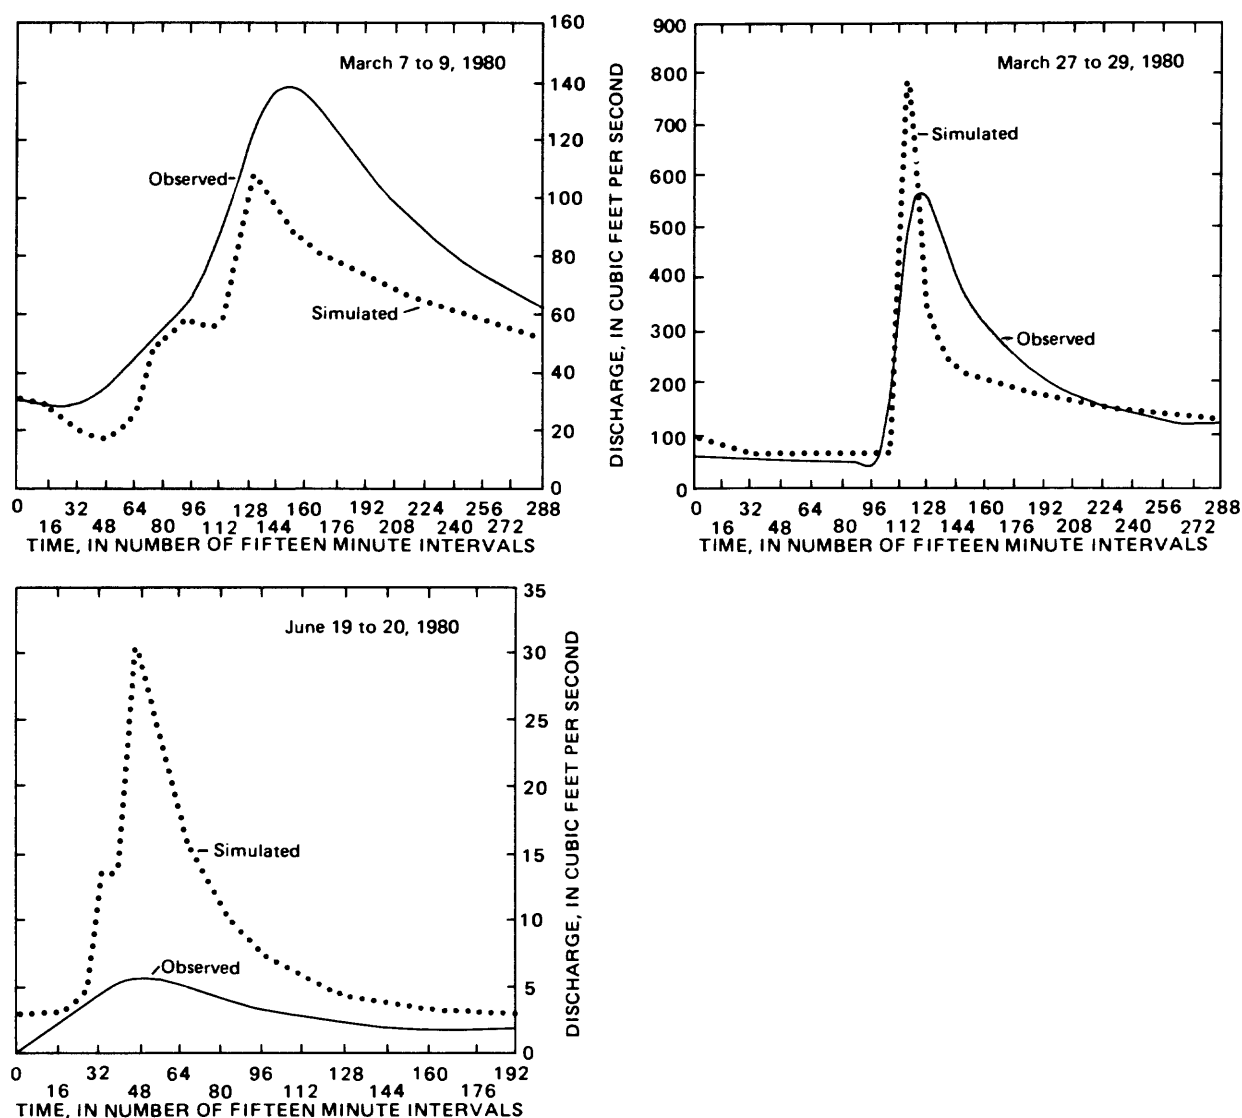 March 7 to 9, 1980
160
140
120
100
80
60
40
20
0
Observed
Simulated
0 32 64 96 128 160 192 224 256 288
16 48 80 112 144 176 208 240 272
TIME, IN NUMBER OF FIFTEEN MINUTE INTERVALS
DISCHARGE, IN CUBIC FEET PER SECOND
900
800
700
600
500
400
300
200
100
0
March 27 to 29, 1980
Simulated
Observed
0 32 64 96 128 160 192 224 256 288
16 48 80 112 144 176 208 240 272
TIME, IN NUMBER OF FIFTEEN MINUTE INTERVALS
June 19 to 20, 1980
35
30
25
20
15
10
5
0
Simulated
Observed
DISCHARGE, IN CUBIC FEET PER SECOND
0 32 64 96 128 160 192
16 48 80 112 144 176
TIME, IN NUMBER OF FIFTEEN MINUTE INTERVALS